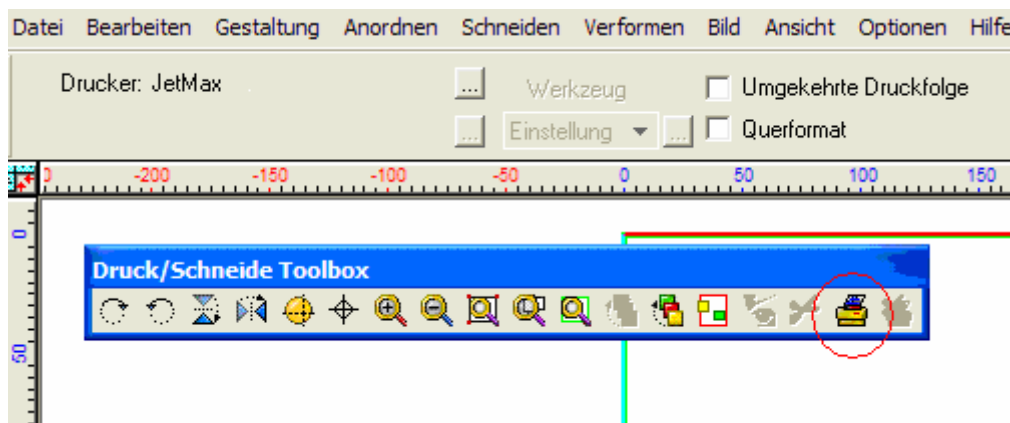 Datei Bearbeiten Gestaltung Anordnen Schneiden Verformen Bild Ansicht Optionen Hilfe
Drucker: JetMax ... Werkzeug Umgekehrte Druckfolge
... Einstellung ... Querformat
-200 -150 -100 -50 0 50 100 150
0
Druck/Schneide Toolbox
50